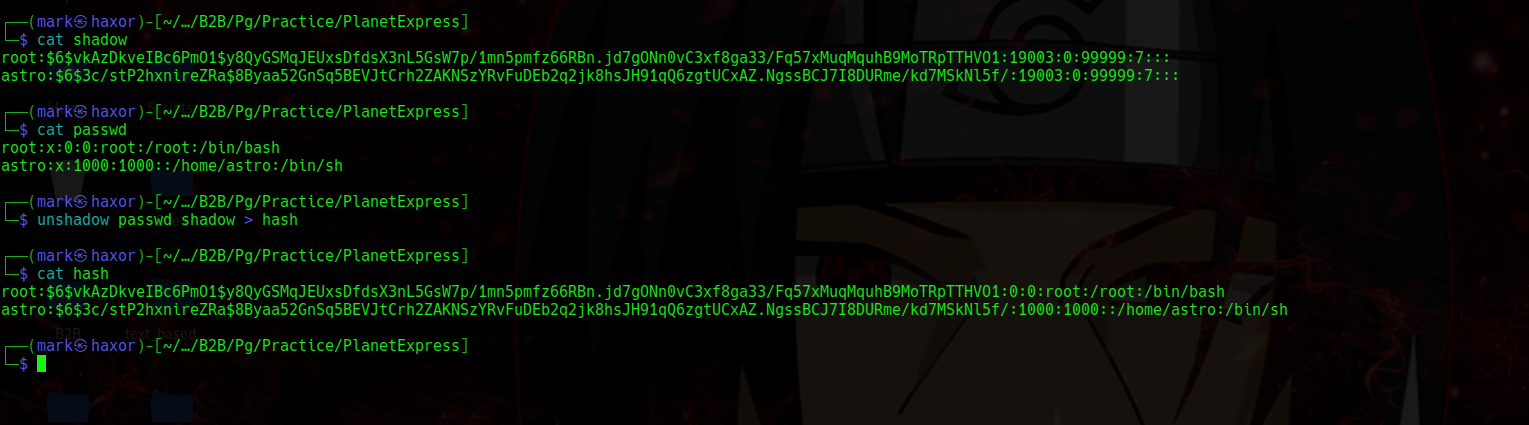 ┌──(mark㉿haxor)-[~/…/B2B/Pg/Practice/PlanetExpress]
└─$ cat shadow
root:$6$vkAzDkveIBc6PmO1$y8QyGSMqJEUxsDfdsX3nL5GsW7p/1mn5pmfz66RBn.jd7gONn0vC3xf8ga33/Fq57xMuqMquhB9MoTRpTTHVO1:19003:0:99999:7:::
astro:$6$3c/stP2hxnireZRa$8Byaa52GnSq5BEVJtCrh2ZAKNSzYRvFuDEb2q2jk8hsJH91qQ6zgtUCxAZ.NgssBCJ7I8DURme/kd7MSkNl5f/:19003:0:99999:7:::
┌──(mark㉿haxor)-[~/…/B2B/Pg/Practice/PlanetExpress]
└─$ cat passwd
root:x:0:0:root:/root:/bin/bash
astro:x:1000:1000::/home/astro:/bin/sh
┌──(mark㉿haxor)-[~/…/B2B/Pg/Practice/PlanetExpress]
└─$ unshadow passwd shadow > hash
┌──(mark㉿haxor)-[~/…/B2B/Pg/Practice/PlanetExpress]
└─$ cat hash
root:$6$vkAzDkveIBc6PmO1$y8QyGSMqJEUxsDfdsX3nL5GsW7p/1mn5pmfz66RBn.jd7gONn0vC3xf8ga33/Fq57xMuqMquhB9MoTRpTTHVO1:0:0:root:/root:/bin/bash
astro:$6$3c/stP2hxnireZRa$8Byaa52GnSq5BEVJtCrh2ZAKNSzYRvFuDEb2q2jk8hsJH91qQ6zgtUCxAZ.NgssBCJ7I8DURme/kd7MSkNl5f/:1000:1000::/home/astro:/bin/sh
B2B text_based
┌──(mark㉿haxor)-[~/…/B2B/Pg/Practice/PlanetExpress]
└─$